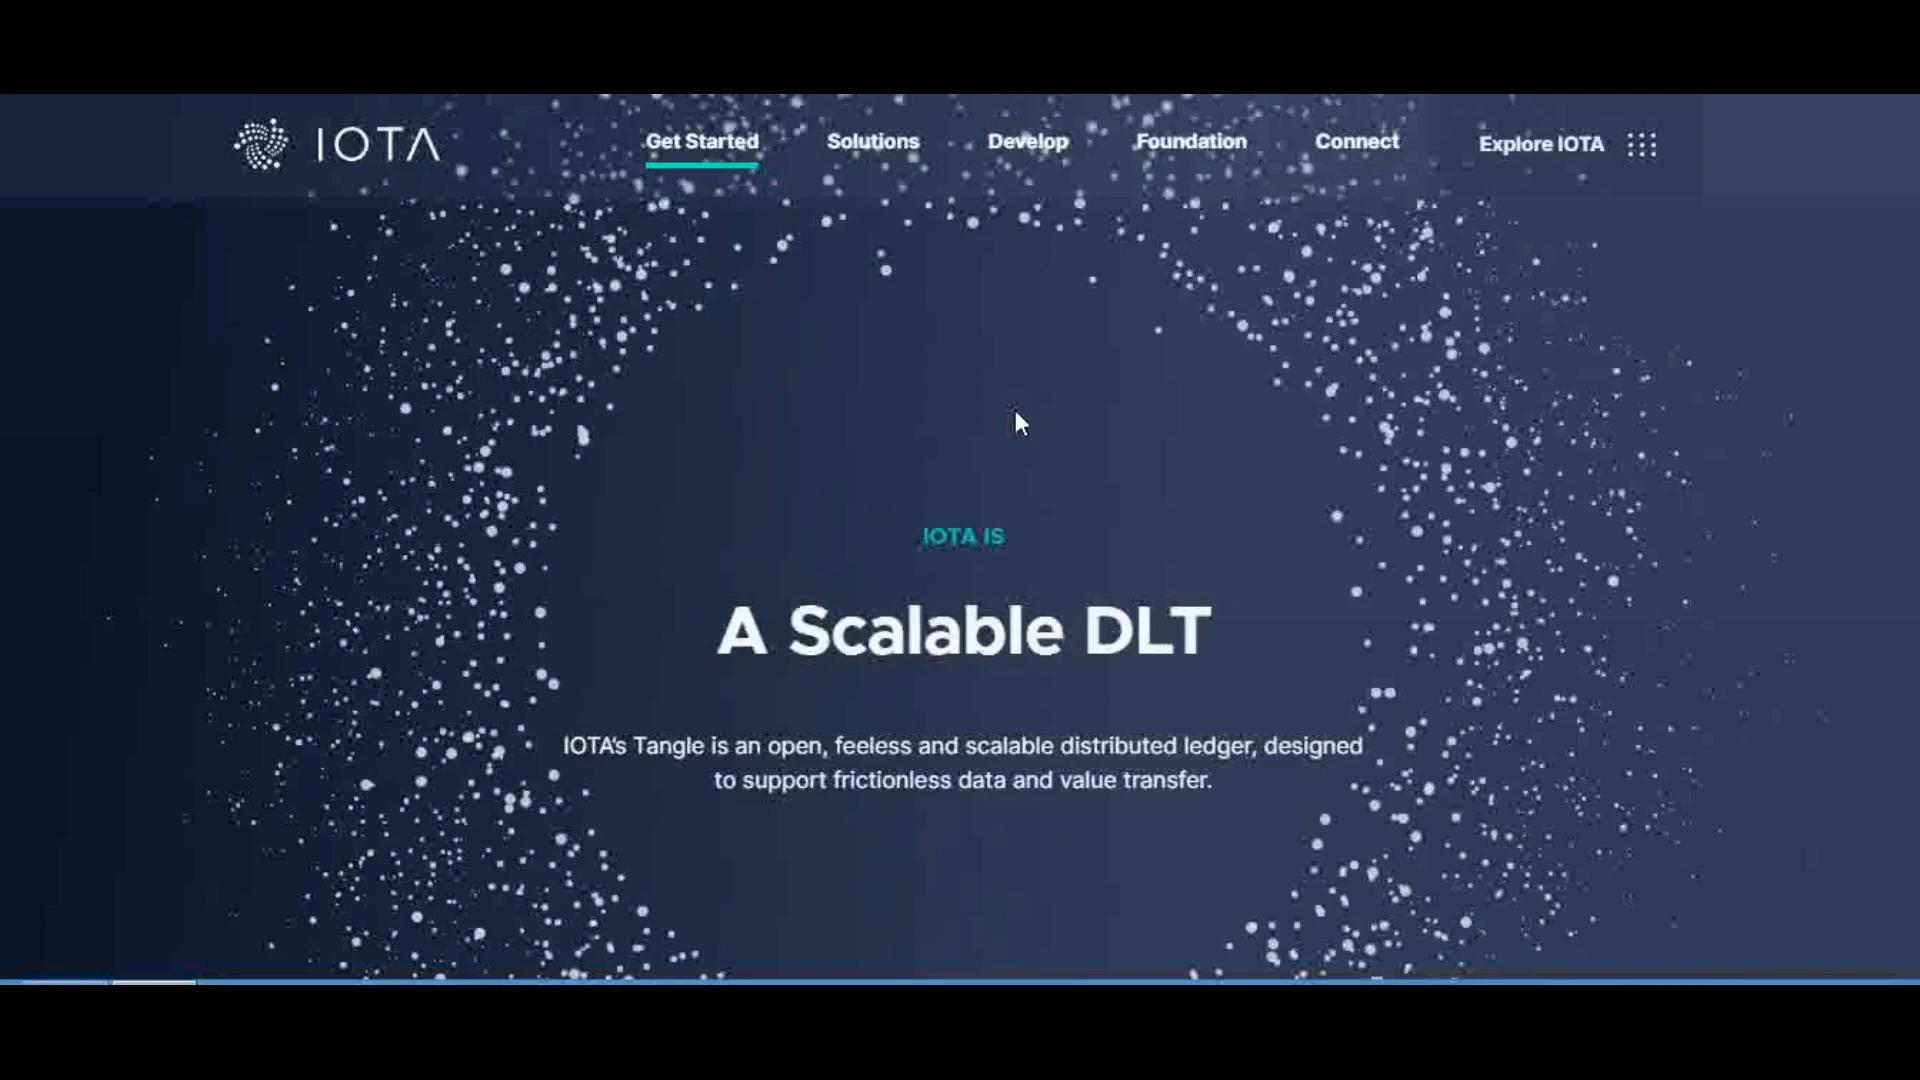 IOTA
Get Started
Solutions
Develop
Foundation
Connect
Explore IOTA
IOTA IS
A Scalable DLT
IOTA's Tangle is an open, feeless and scalable distributed ledger, designed
to support frictionless data and value transfer.